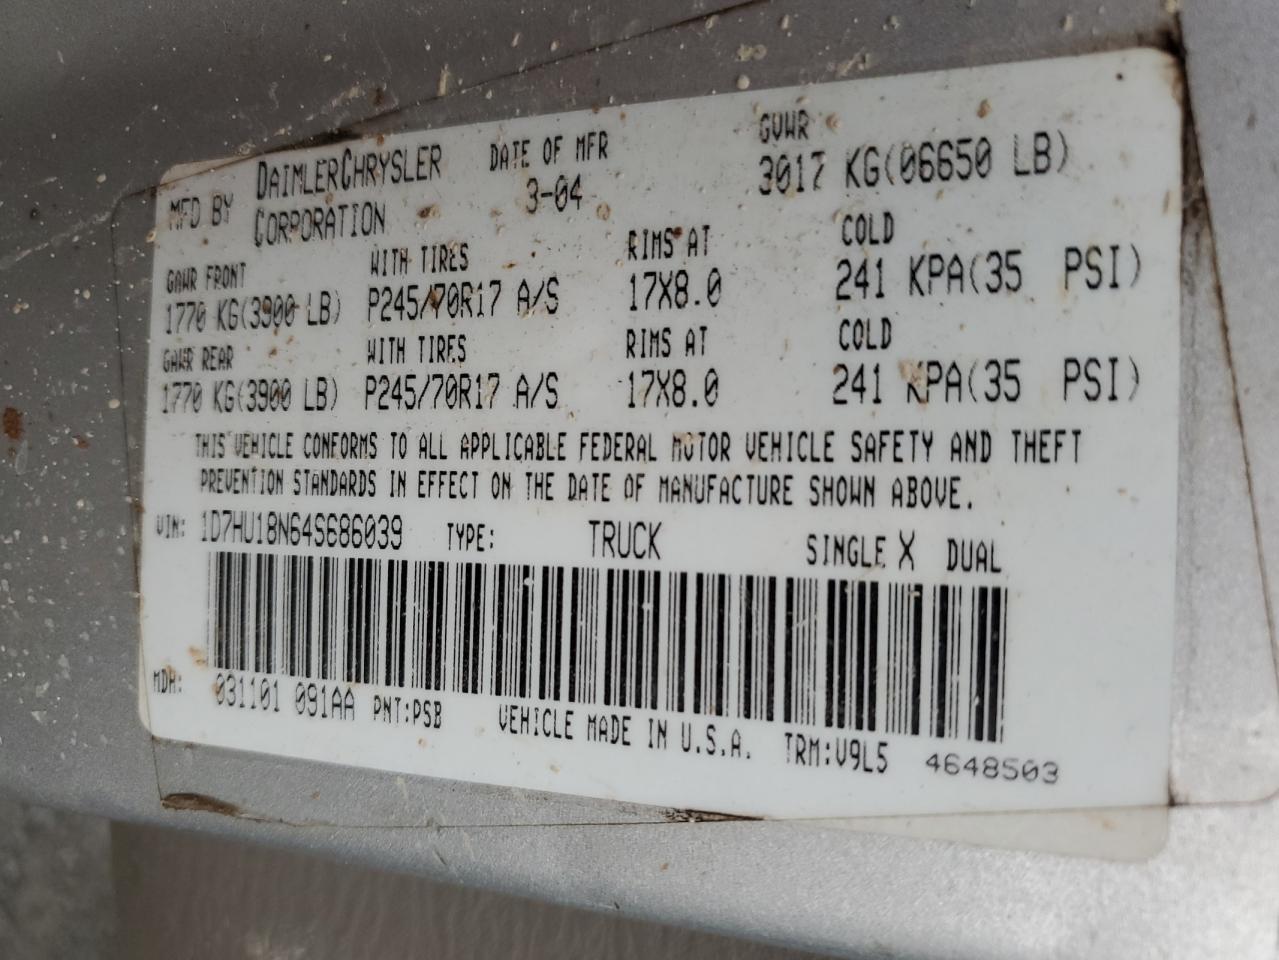 MFD BY DAIMLERCHRYSLER CORPORATION DATE OF MFR 3-04 GVWR 3017 KG(06650 LB)
GAWR FRONT WITH TIRES RIMS AT COLD
1770 KG(3900 LB) P245/70R17 A/S 17X8.0 241 KPA(35 PSI)
GAWR REAR WITH TIRES RIMS AT COLD
1770 KG(3900 LB) P245/70R17 A/S 17X8.0 241 KPA(35 PSI)
THIS VEHICLE CONFORMS TO ALL APPLICABLE FEDERAL MOTOR VEHICLE SAFETY AND THEFT
PREVENTION STANDARDS IN EFFECT ON THE DATE OF MANUFACTURE SHOWN ABOVE.
VIN: 1D7HU18N64S686039 TYPE: TRUCK SINGLE X DUAL
MDH: 031101 091AA PNT:PSB VEHICLE MADE IN U.S.A. TRM:V9L5 4648503